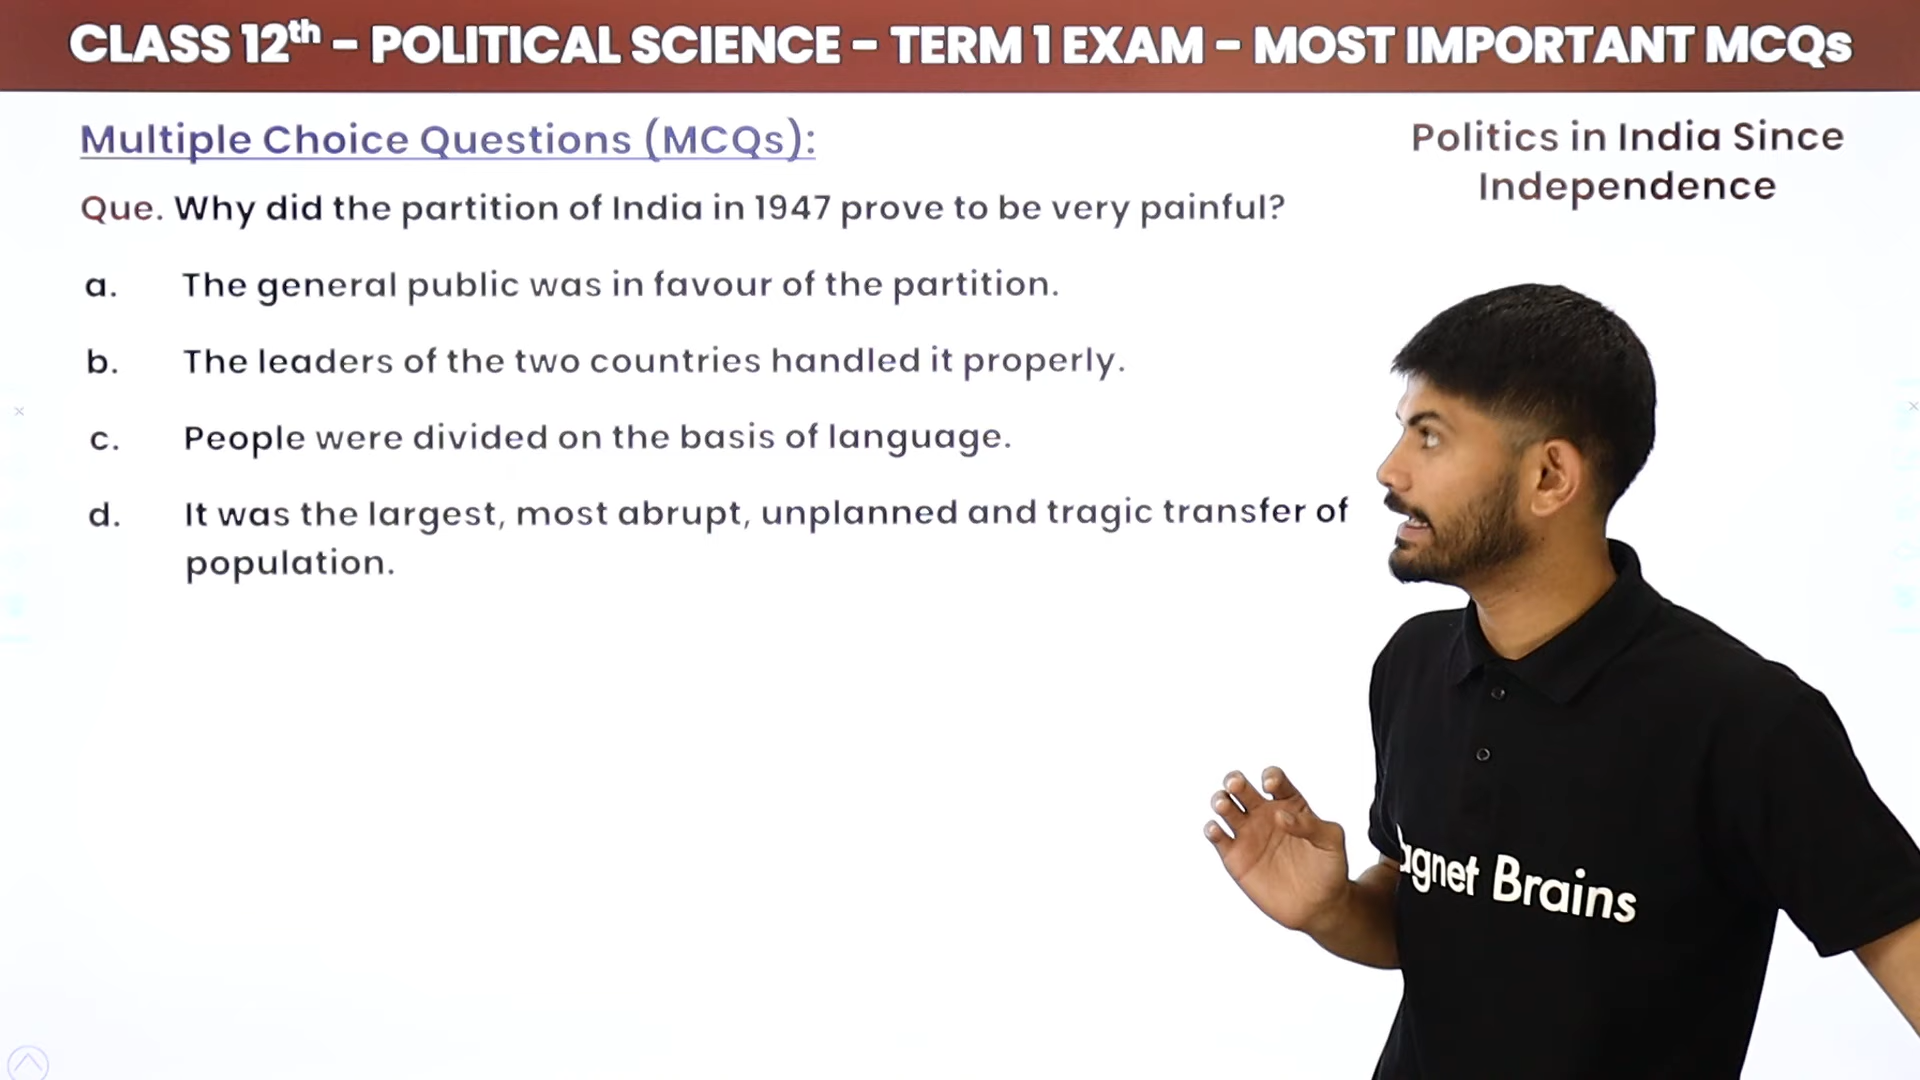 CLASS 12th - POLITICAL SCIENCE - TERM 1 EXAM - MOST IMPORTANT MCQs
Multiple Choice Questions (MCQs):
Politics in India Since
Independence
Que. Why did the partition of India in 1947 prove to be very painful?
a. The general public was in favour of the partition.
b. The leaders of the two countries handled it properly.
c. People were divided on the basis of language.
d. It was the largest, most abrupt, unplanned and tragic transfer of
population.
agnet Brains